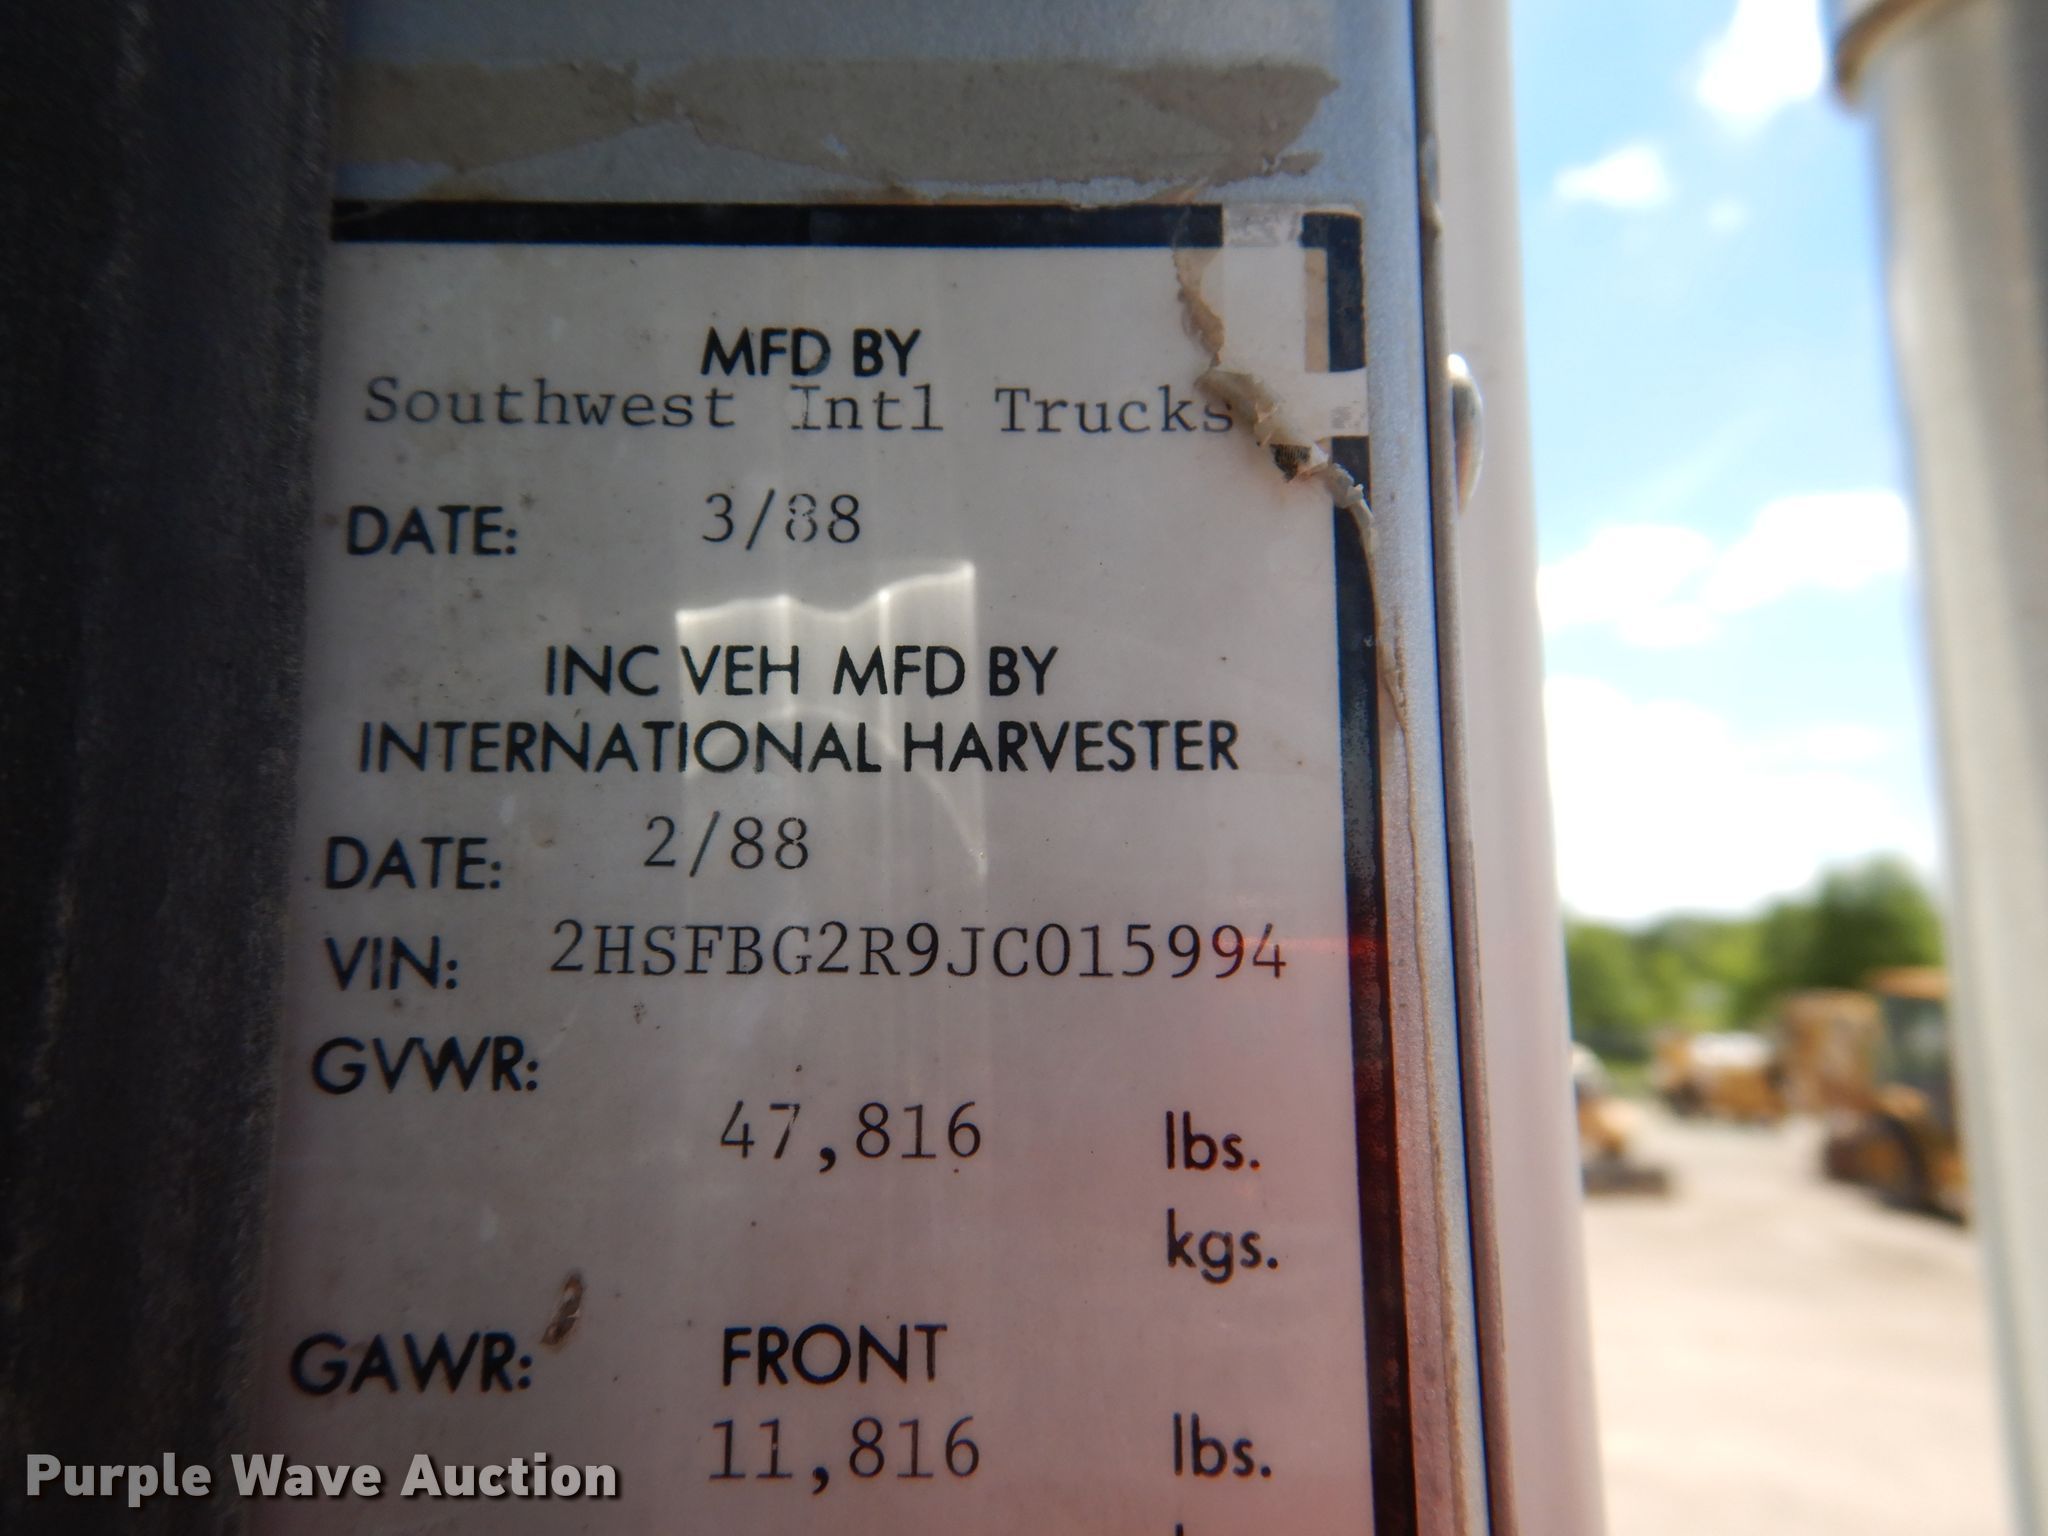 MFD BY
Southwest Intl Trucks
DATE: 3/88
INC VEH MFD BY
INTERNATIONAL HARVESTER
DATE: 2/88
VIN: 2HSFBG2R9JC015994
GVWR:
47,816 lbs.
kgs.
GAWR: FRONT
11,816 lbs.
Purple Wave Auction